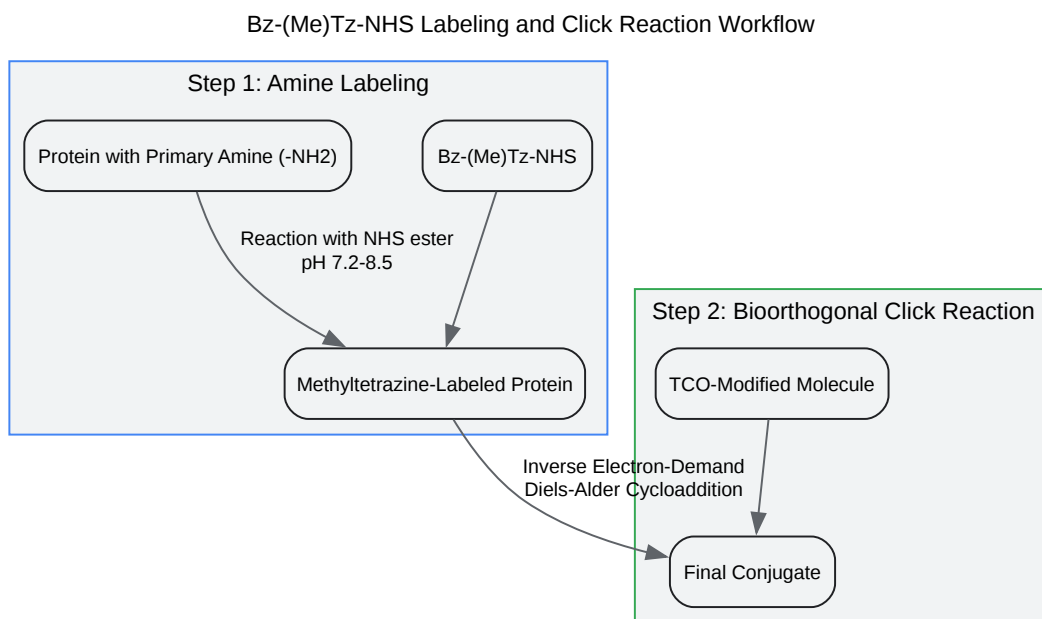 Bz-(Me)Tz-NHS Labeling and Click Reaction Workflow
Step 1: Amine Labeling
Protein with Primary Amine (-NH2)
Bz-(Me)Tz-NHS
Reaction with NHS ester
pH 7.2-8.5
Methyltetrazine-Labeled Protein
Step 2: Bioorthogonal Click Reaction
TCO-Modified Molecule
Inverse Electron-Demand
Diels-Alder Cycloaddition
Final Conjugate